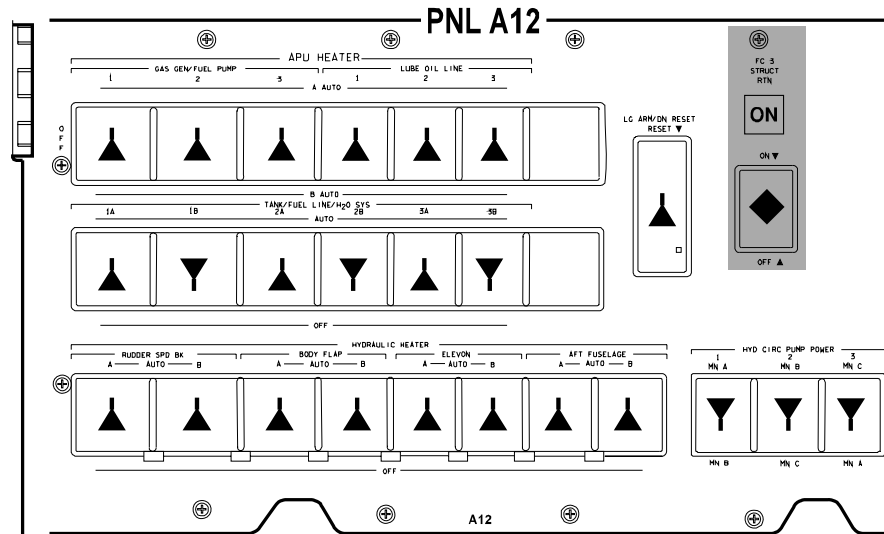 PNL A12
APU HEATER
GAS GEN/FUEL PUMP LUBE OIL LINE
1 2 3 1 2 3
A AUTO
OFF
B AUTO
TANK/FUEL LINE/H2O SYS
1A 1B 2A 2B 3A 3B
AUTO
OFF
LG ARM/DN RESET
RESET ▼
FC 3
STRUCT
RTN
ON
ON ▼
OFF ▲
HYDRAULIC HEATER
RUDDER SPD BK BODY FLAP ELEVON AFT FUSELAGE
A AUTO B A AUTO B A AUTO B A AUTO B
OFF
HYD CIRC PUMP POWER
1 2 3
MN A MN B MN C
MN B MN C MN A
A12